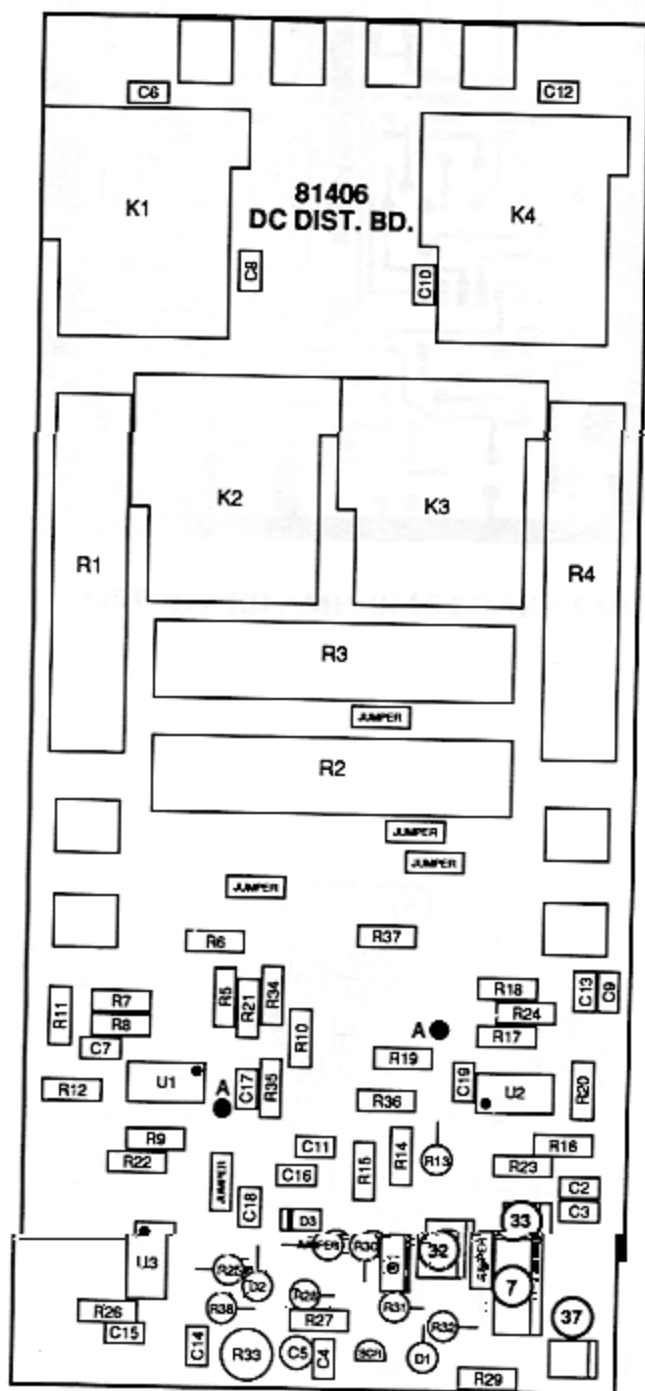 C6
C12
K1
81406
DC DIST. BD.
K4
C8
C10
K2
K3
R1
R4
R3
JUMPER
R2
JUMPER
JUMPER
JUMPER
R6
R37
R11
R7
R8
C7
R5
R21
R34
R10
R18
R24
R17
C13
C9
A
R19
R12
U1
A
C17
R35
R36
C19
U2
R20
R9
R22
C11
C16
R15
R14
R13
R16
R23
C2
C3
JUMPER
C18
D3
33
U3
R25
D2
R30
32
JUMPER
7
37
R26
C15
R38
R28
R27
R31
R32
C14
R33
C5
C4
SCR
D1
R29